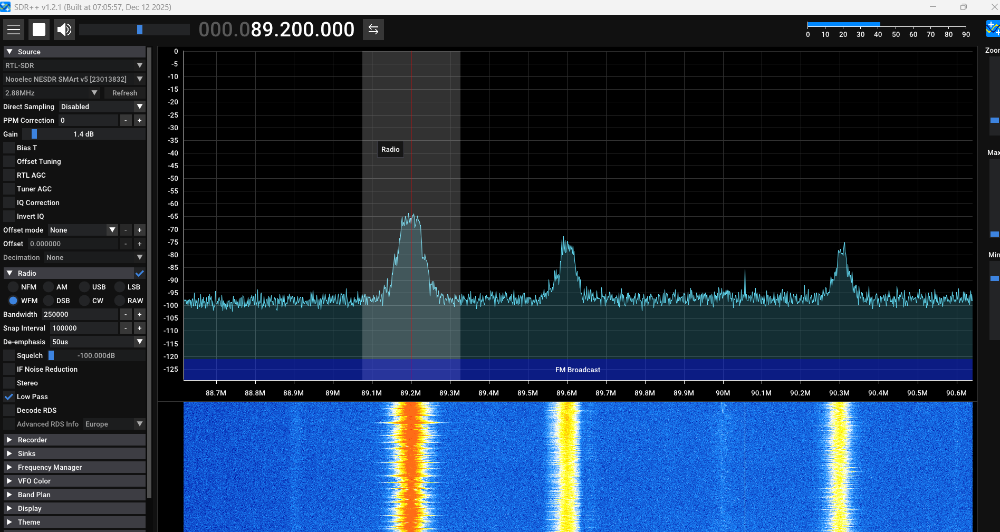 SDR++ v1.2.1 (Built at 07:05:57, Dec 12 2025)
000.089.200.000
0 10 20 30 40 50 60 70 80 90
Source
RTL-SDR
Nooelec NESDR SMArt v5 [23013832]
2.88MHz Refresh
Direct Sampling Disabled
PPM Correction 0 - +
Gain 1.4 dB
Bias T
Offset Tuning
RTL AGC
Tuner AGC
IQ Correction
Invert IQ
Offset mode None - +
Offset 0.000000 - +
Decimation None
Radio
NFM AM USB LSB
WFM DSB CW RAW
Bandwidth 250000 - +
Snap Interval 100000 - +
De-emphasis 50us
Squelch -100.000dB
IF Noise Reduction
Stereo
Low Pass
Decode RDS
Advanced RDS Info Europe
Recorder
Sinks
Frequency Manager
VFO Color
Band Plan
Display
Theme
0
-5
-10
-15
-20
-25
-30
-35
-40
-45
-50
-55
-60
-65
-70
-75
-80
-85
-90
-95
-100
-105
-110
-115
-120
-125
Radio
FM Broadcast
88.7M 88.8M 88.9M 89M 89.1M 89.2M 89.3M 89.4M 89.5M 89.6M 89.7M 89.8M 89.9M 90M 90.1M 90.2M 90.3M 90.4M 90.5M 90.6M
Max
Min